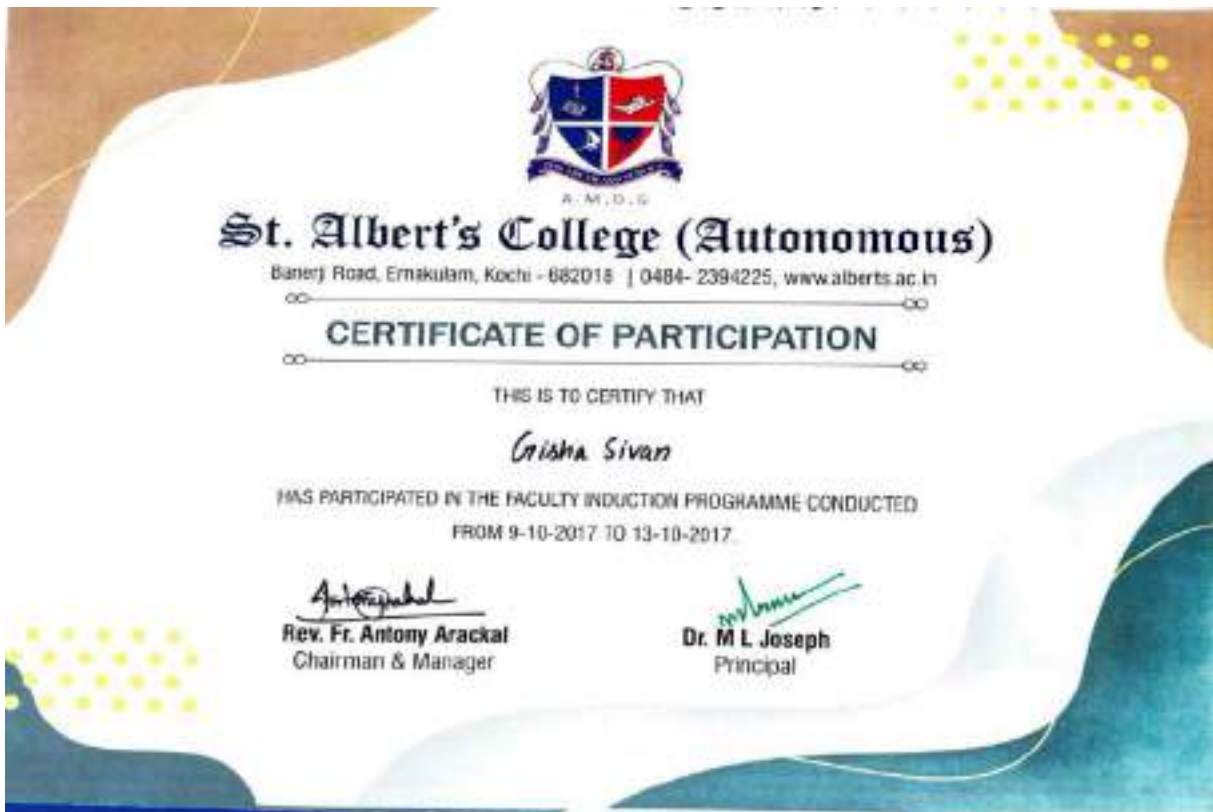 A.M.D.G
St. Albert's College (Autonomous)
Banerji Road, Ernakulam, Kochi - 682018 | 0484- 2394225, www.alberts.ac.in
CERTIFICATE OF PARTICIPATION
THIS IS TO CERTIFY THAT
Gisha Sivan
HAS PARTICIPATED IN THE FACULTY INDUCTION PROGRAMME CONDUCTED
FROM 9-10-2017 TO 13-10-2017.
Rev. Fr. Antony Arackal
Chairman & Manager
Dr. M L Joseph
Principal